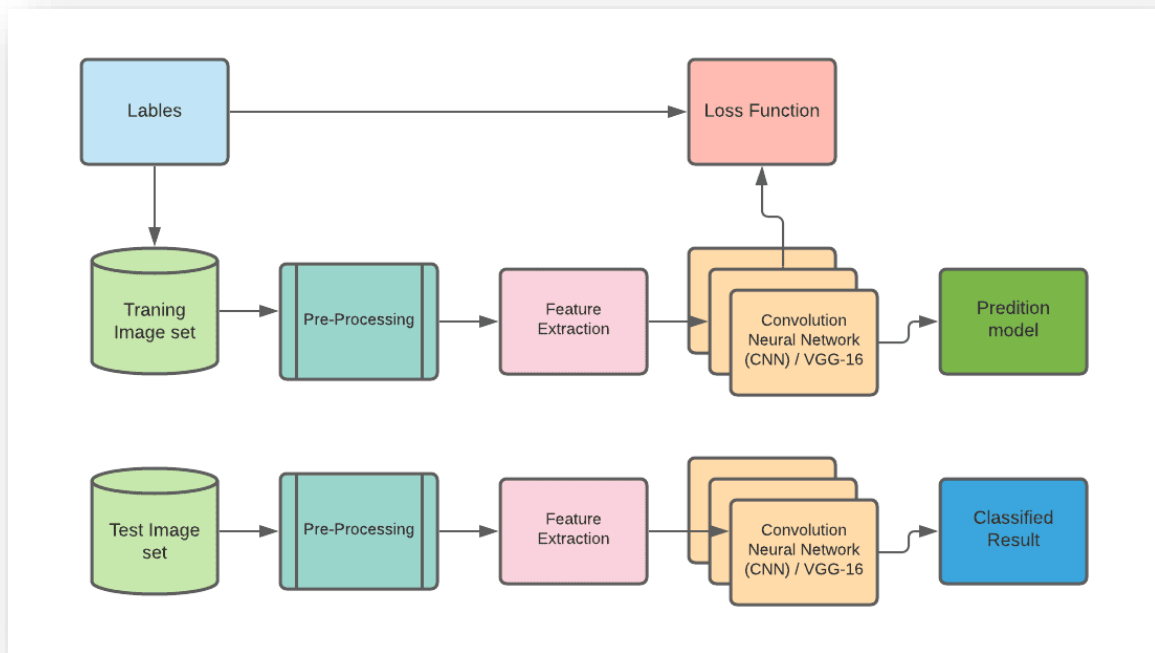 Lables
Loss Function
Traning
Image set
Pre-Processing
Feature
Extraction
Convolution
Neural Network
(CNN) / VGG-16
Predition
model
Test Image
set
Pre-Processing
Feature
Extraction
Convolution
Neural Network
(CNN) / VGG-16
Classified
Result